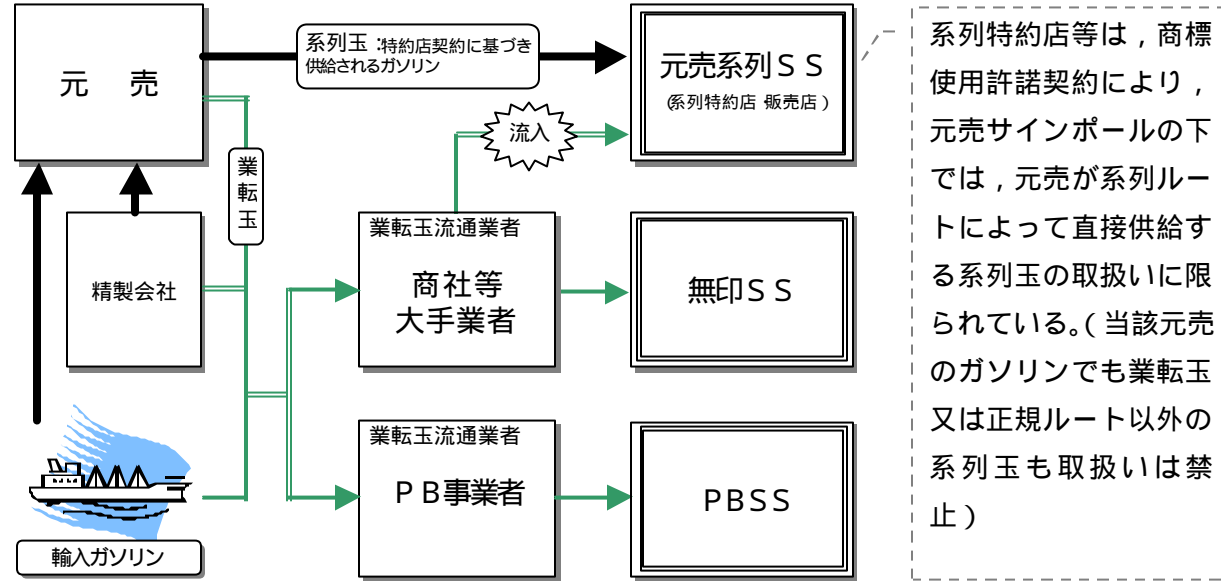 元 売
系列玉:特約店契約に基づき
供給されるガソリン
元売系列SS
(系列特約店・販売店)
流入
業
転
玉
精製会社
業転玉流通業者
商社等
大手業者
無印SS
業転玉流通業者
PB事業者
PBSS
輸入ガソリン
系列特約店等は,商標
使用許諾契約により,
元売サインポールの下
では,元売が系列ルー
トによって直接供給す
る系列玉の取扱いに限
られている。(当該元売
のガソリンでも業転玉
又は正規ルート以外の
系列玉も取扱いは禁
止)